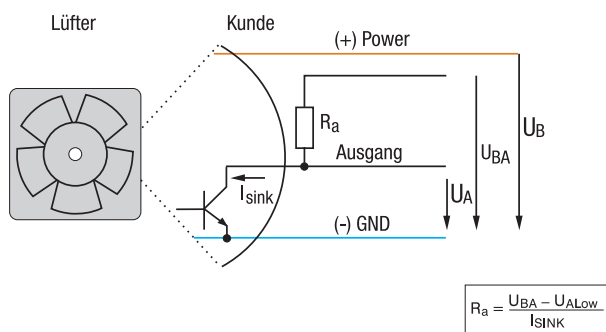 Lüfter
Kunde
(+) Power
Ra
UB
UBA
Ausgang
Isink
UA
(-) GND
Ra = UBA – UALow / ISINK